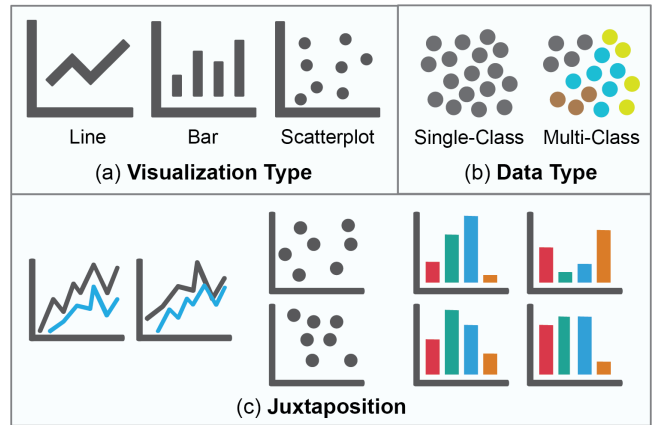 Line
Bar
Scatterplot
(a) Visualization Type
Single-Class
Multi-Class
(b) Data Type
(c) Juxtaposition